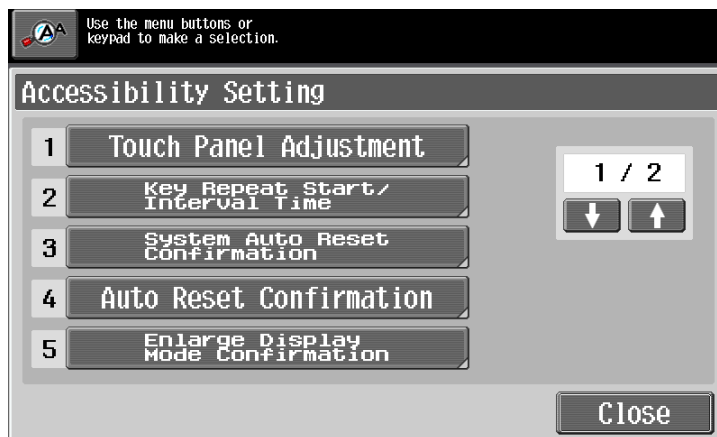 Use the menu buttons or
keypad to make a selection.
Accessibility Setting
1 Touch Panel Adjustment
1 / 2
2 Key Repeat Start/
Interval Time
3 System Auto Reset
Confirmation
4 Auto Reset Confirmation
5 Enlarge Display
Mode Confirmation
Close